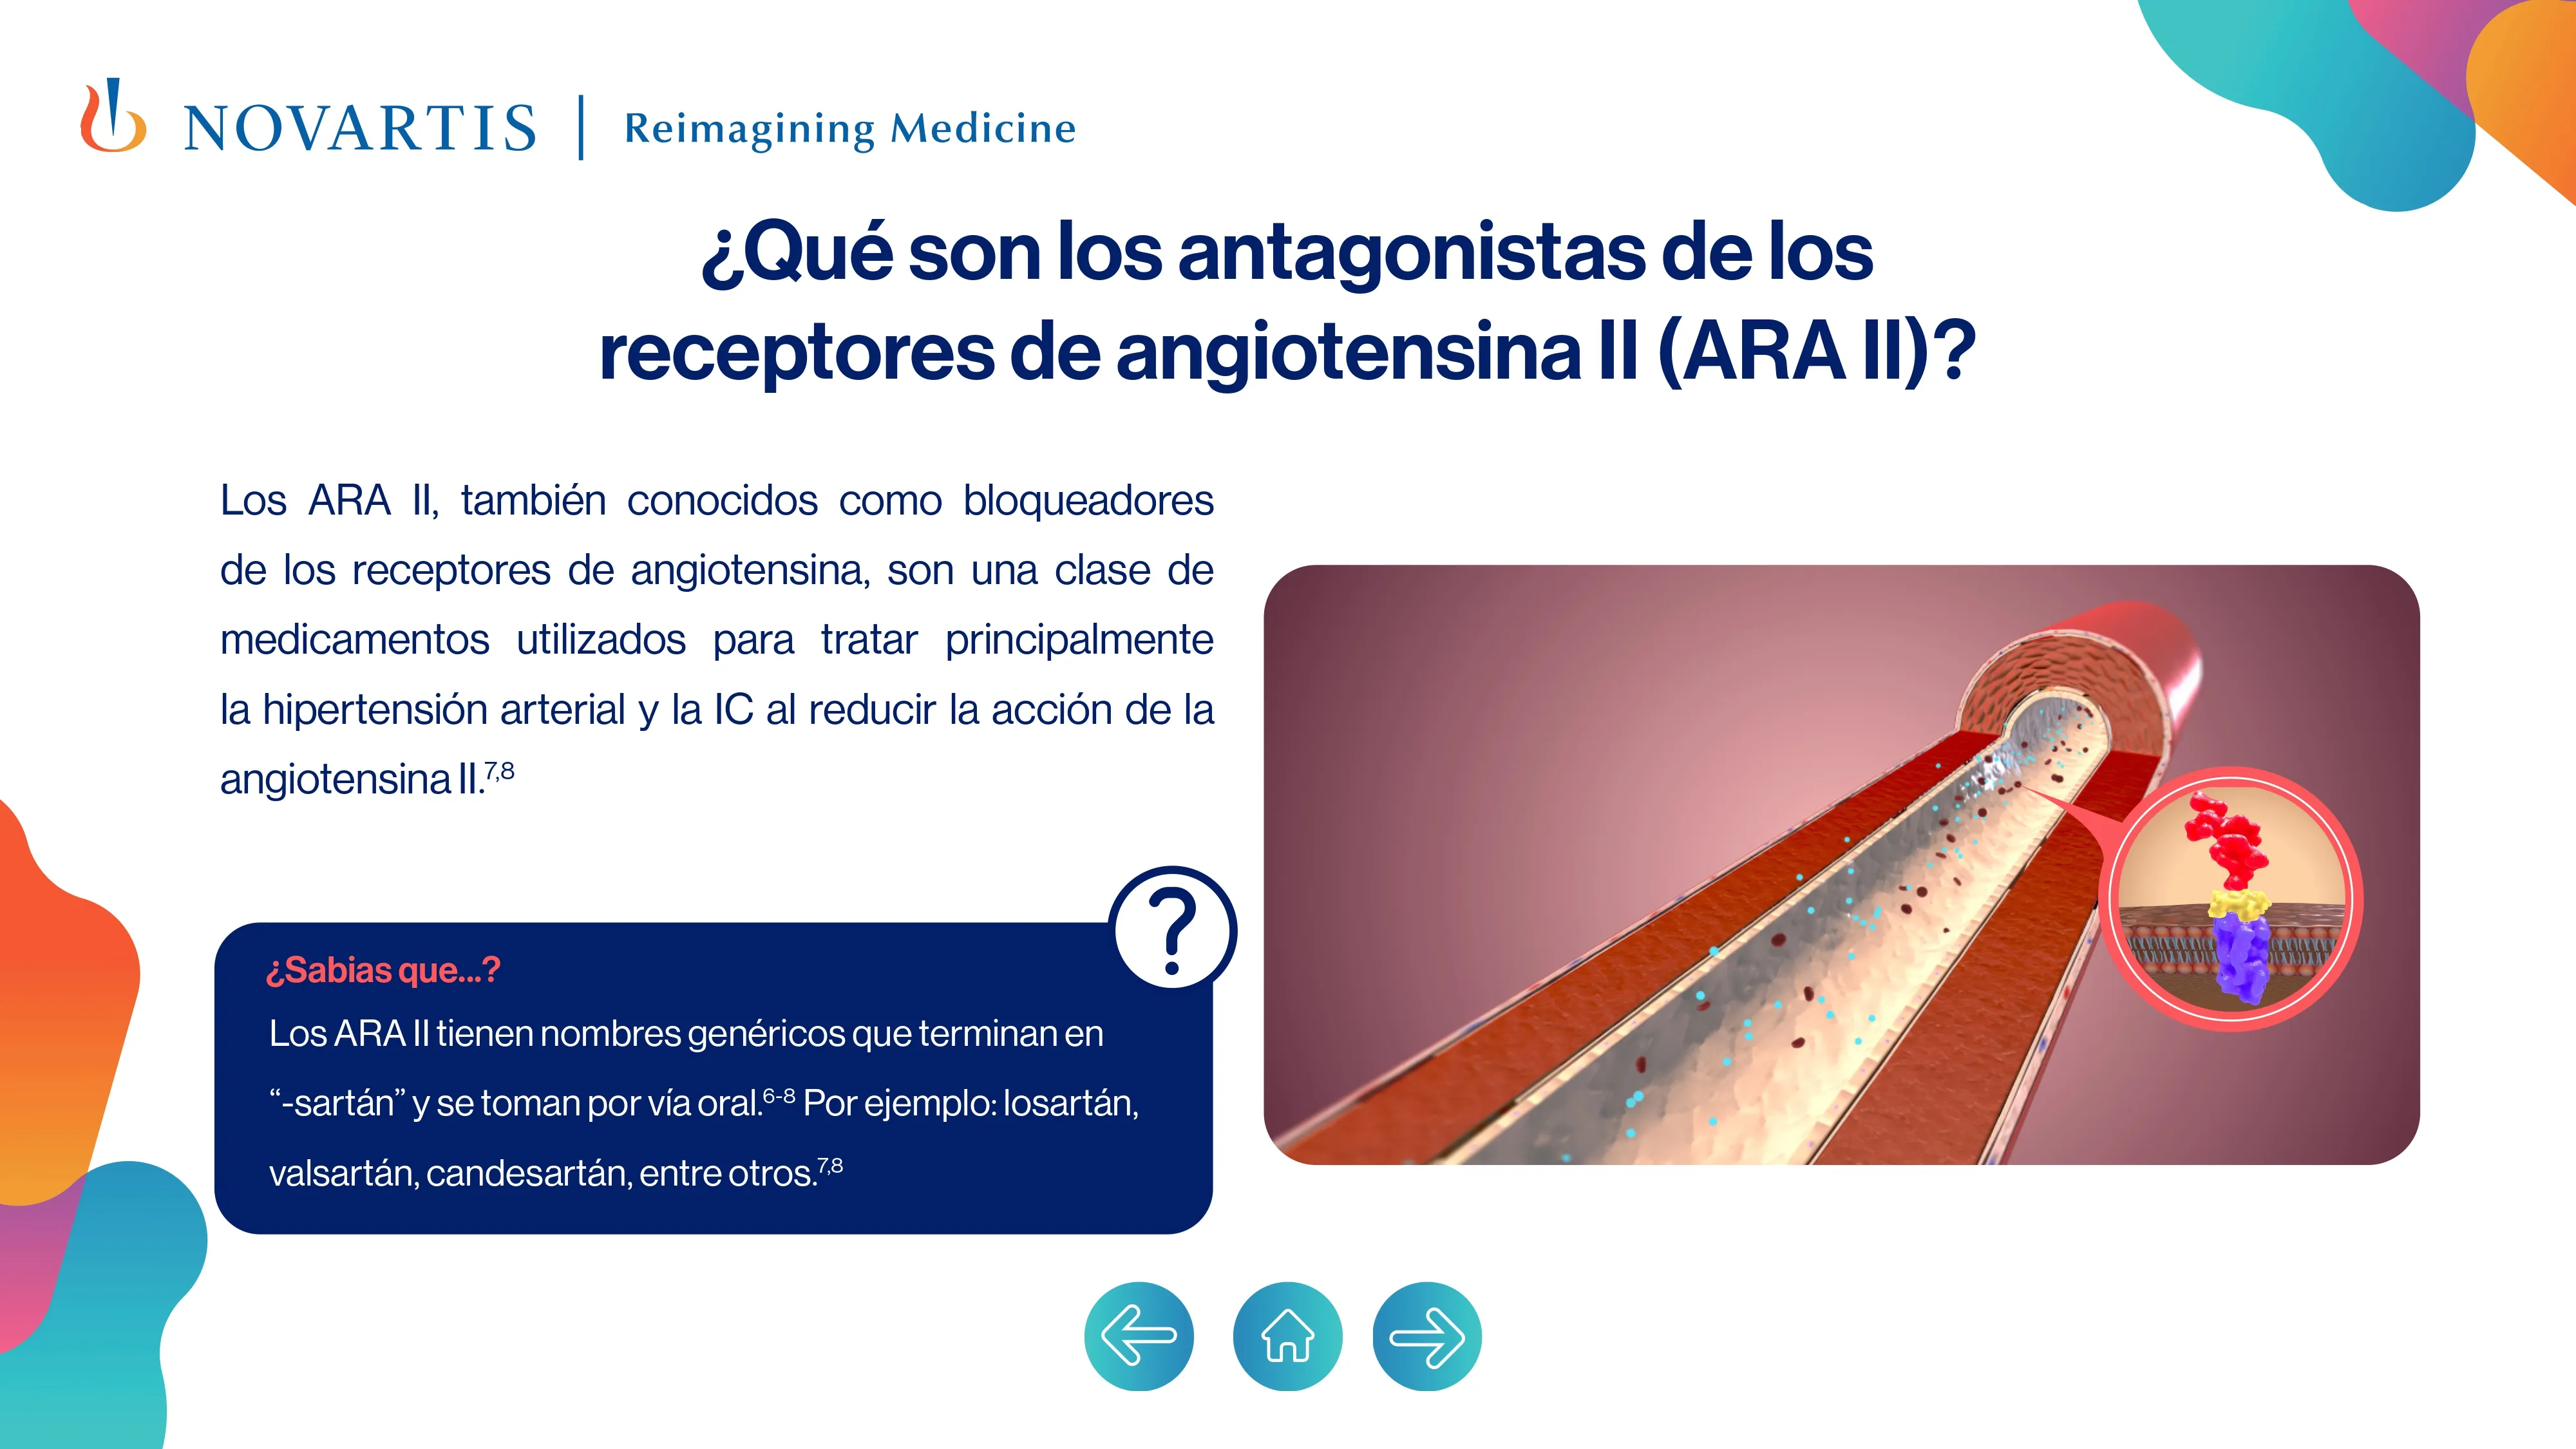 NOVARTIS | Reimagining Medicine
¿Qué son los antagonistas de los
receptores de angiotensina II (ARA II)?
Los ARA II, también conocidos como bloqueadores
de los receptores de angiotensina, son una clase de
medicamentos utilizados para tratar principalmente
la hipertensión arterial y la IC al reducir la acción de la
angiotensina II.7,8
?
¿Sabias que...?
Los ARA II tienen nombres genéricos que terminan en
“-sartán” y se toman por vía oral.6-8 Por ejemplo: losartán,
valsartán, candesartán, entre otros.7,8